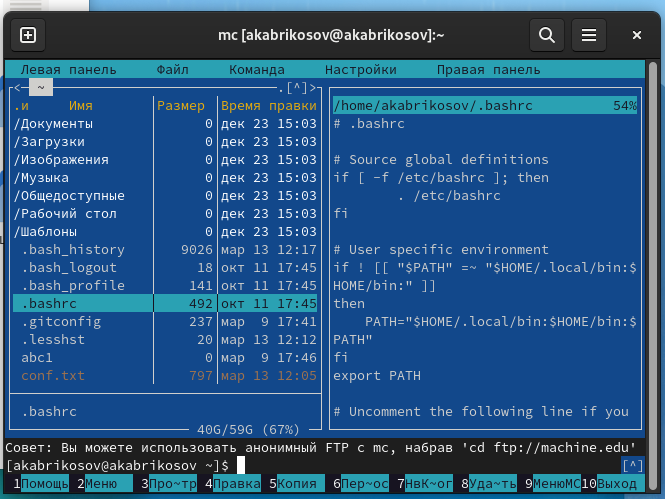 mc [akabrikosov@akabrikosov]:~
Левая панель Файл Команда Настройки Правая панель
<- ~ .[^]>
.и Имя Размер Время правки
/Документы 0 дек 23 15:03
/Загрузки 0 дек 23 15:03
/Изображения 0 дек 23 15:03
/Музыка 0 дек 23 15:03
/Общедоступные 0 дек 23 15:03
/Рабочий стол 0 дек 23 15:03
/Шаблоны 0 дек 23 15:03
.bash_history 9026 мар 13 12:17
.bash_logout 18 окт 11 17:45
.bash_profile 141 окт 11 17:45
.bashrc 492 окт 11 17:45
.gitconfig 237 мар 9 17:41
.lesshst 20 мар 13 12:12
abc1 0 мар 9 17:46
conf.txt 797 мар 13 12:05
.bashrc
40G/59G (67%)
/home/akabrikosov/.bashrc 54%
# .bashrc
# Source global definitions
if [ -f /etc/bashrc ]; then
. /etc/bashrc
fi
# User specific environment
if ! [[ "$PATH" =~ "$HOME/.local/bin:$
HOME/bin:" ]]
then
PATH="$HOME/.local/bin:$HOME/bin:$
PATH"
fi
export PATH
# Uncomment the following line if you
Совет: Вы можете использовать анонимный FTP с mc, набрав 'cd ftp://machine.edu'
[akabrikosov@akabrikosov ~]$ [^]
1Помощь 2Меню 3Про~тр 4Правка 5Копия 6Пер~ос 7НвК~ог 8Уда~ть 9МенюMC 10Выход